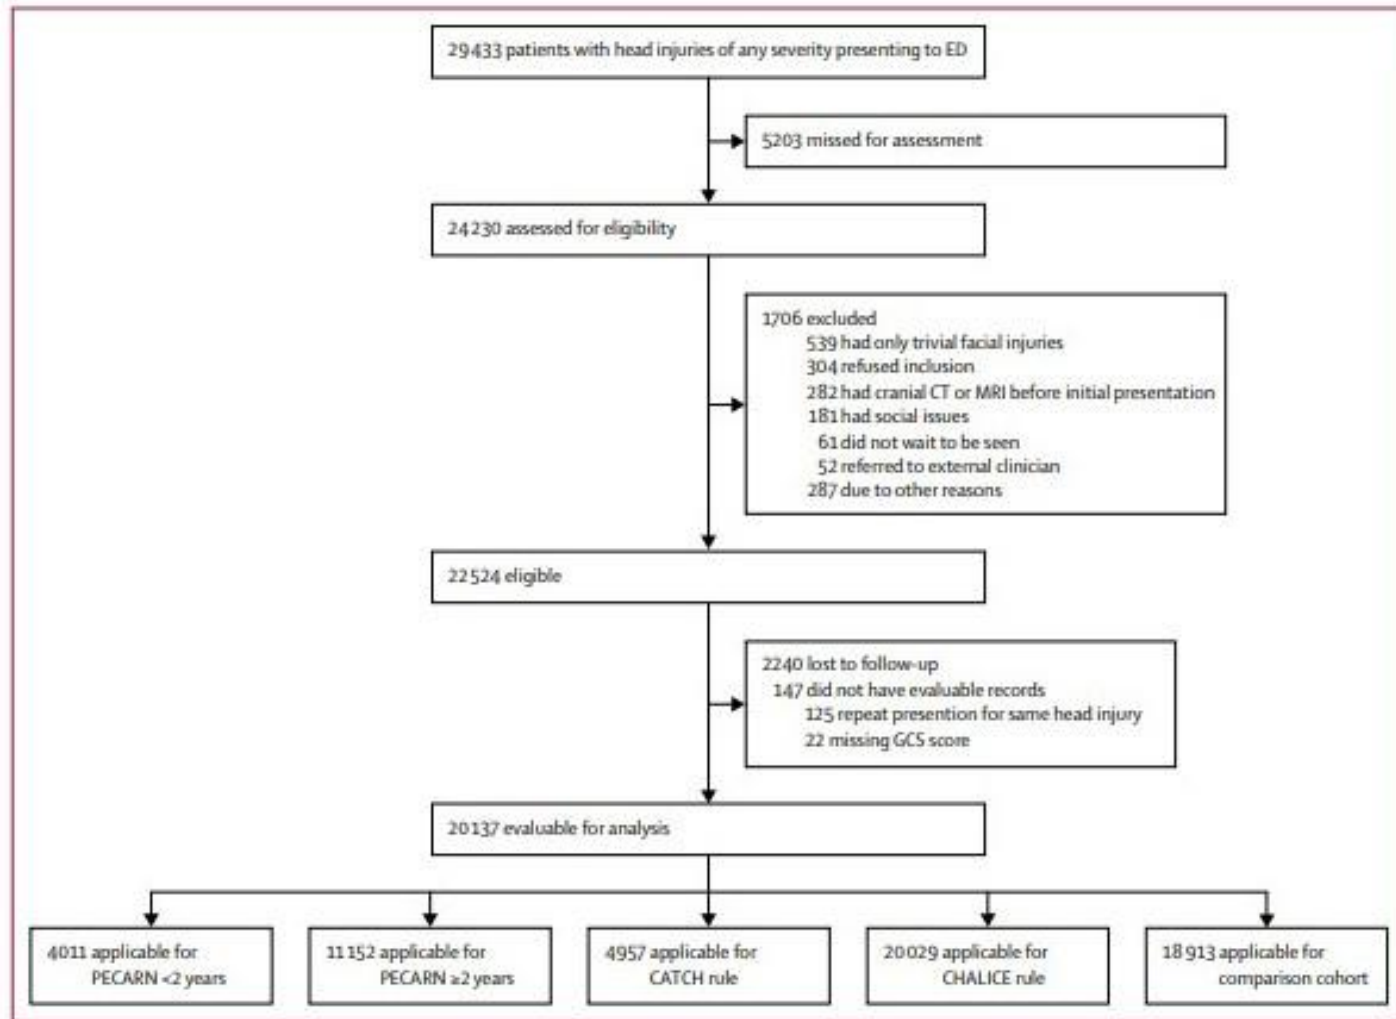 29433 patients with head injuries of any severity presenting to ED
5203 missed for assessment
24230 assessed for eligibility
1706 excluded
539 had only trivial facial injuries
304 refused inclusion
282 had cranial CT or MRI before initial presentation
181 had social issues
61 did not wait to be seen
52 referred to external clinician
287 due to other reasons
22524 eligible
2240 lost to follow-up
147 did not have evaluable records
125 repeat presention for same head injury
22 missing GCS score
20137 evaluable for analysis
4011 applicable for
PECARN <2 years
11152 applicable for
PECARN ≥2 years
4957 applicable for
CATCH rule
20029 applicable for
CHALICE rule
18913 applicable for
comparison cohort